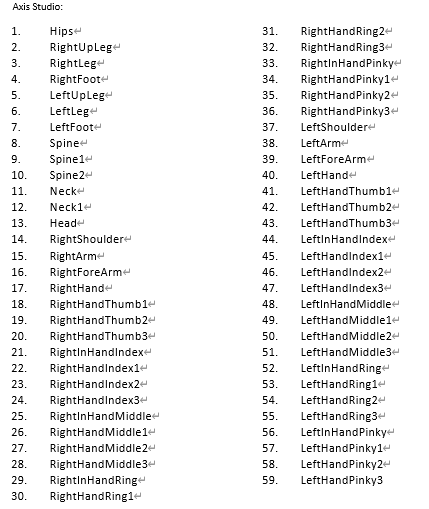 Axis Studio:
1. Hips
2. RightUpLeg
3. RightLeg
4. RightFoot
5. LeftUpLeg
6. LeftLeg
7. LeftFoot
8. Spine
9. Spine1
10. Spine2
11. Neck
12. Neck1
13. Head
14. RightShoulder
15. RightArm
16. RightForeArm
17. RightHand
18. RightHandThumb1
19. RightHandThumb2
20. RightHandThumb3
21. RightInHandIndex
22. RightHandIndex1
23. RightHandIndex2
24. RightHandIndex3
25. RightInHandMiddle
26. RightHandMiddle1
27. RightHandMiddle2
28. RightHandMiddle3
29. RightInHandRing
30. RightHandRing1
31. RightHandRing2
32. RightHandRing3
33. RightInHandPinky
34. RightHandPinky1
35. RightHandPinky2
36. RightHandPinky3
37. LeftShoulder
38. LeftArm
39. LeftForeArm
40. LeftHand
41. LeftHandThumb1
42. LeftHandThumb2
43. LeftHandThumb3
44. LeftInHandIndex
45. LeftHandIndex1
46. LeftHandIndex2
47. LeftHandIndex3
48. LeftInHandMiddle
49. LeftHandMiddle1
50. LeftHandMiddle2
51. LeftHandMiddle3
52. LeftInHandRing
53. LeftHandRing1
54. LeftHandRing2
55. LeftHandRing3
56. LeftInHandPinky
57. LeftHandPinky1
58. LeftHandPinky2
59. LeftHandPinky3